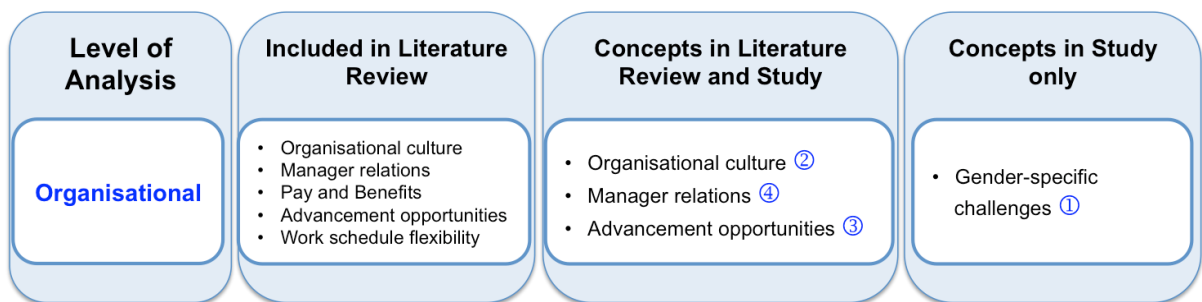 Level of
Analysis
Included in Literature
Review
Concepts in Literature
Review and Study
Concepts in Study
only
Organisational
• Organisational culture
• Manager relations
• Pay and Benefits
• Advancement opportunities
• Work schedule flexibility
• Organisational culture ②
• Manager relations ④
• Advancement opportunities ③
• Gender-specific
challenges ①